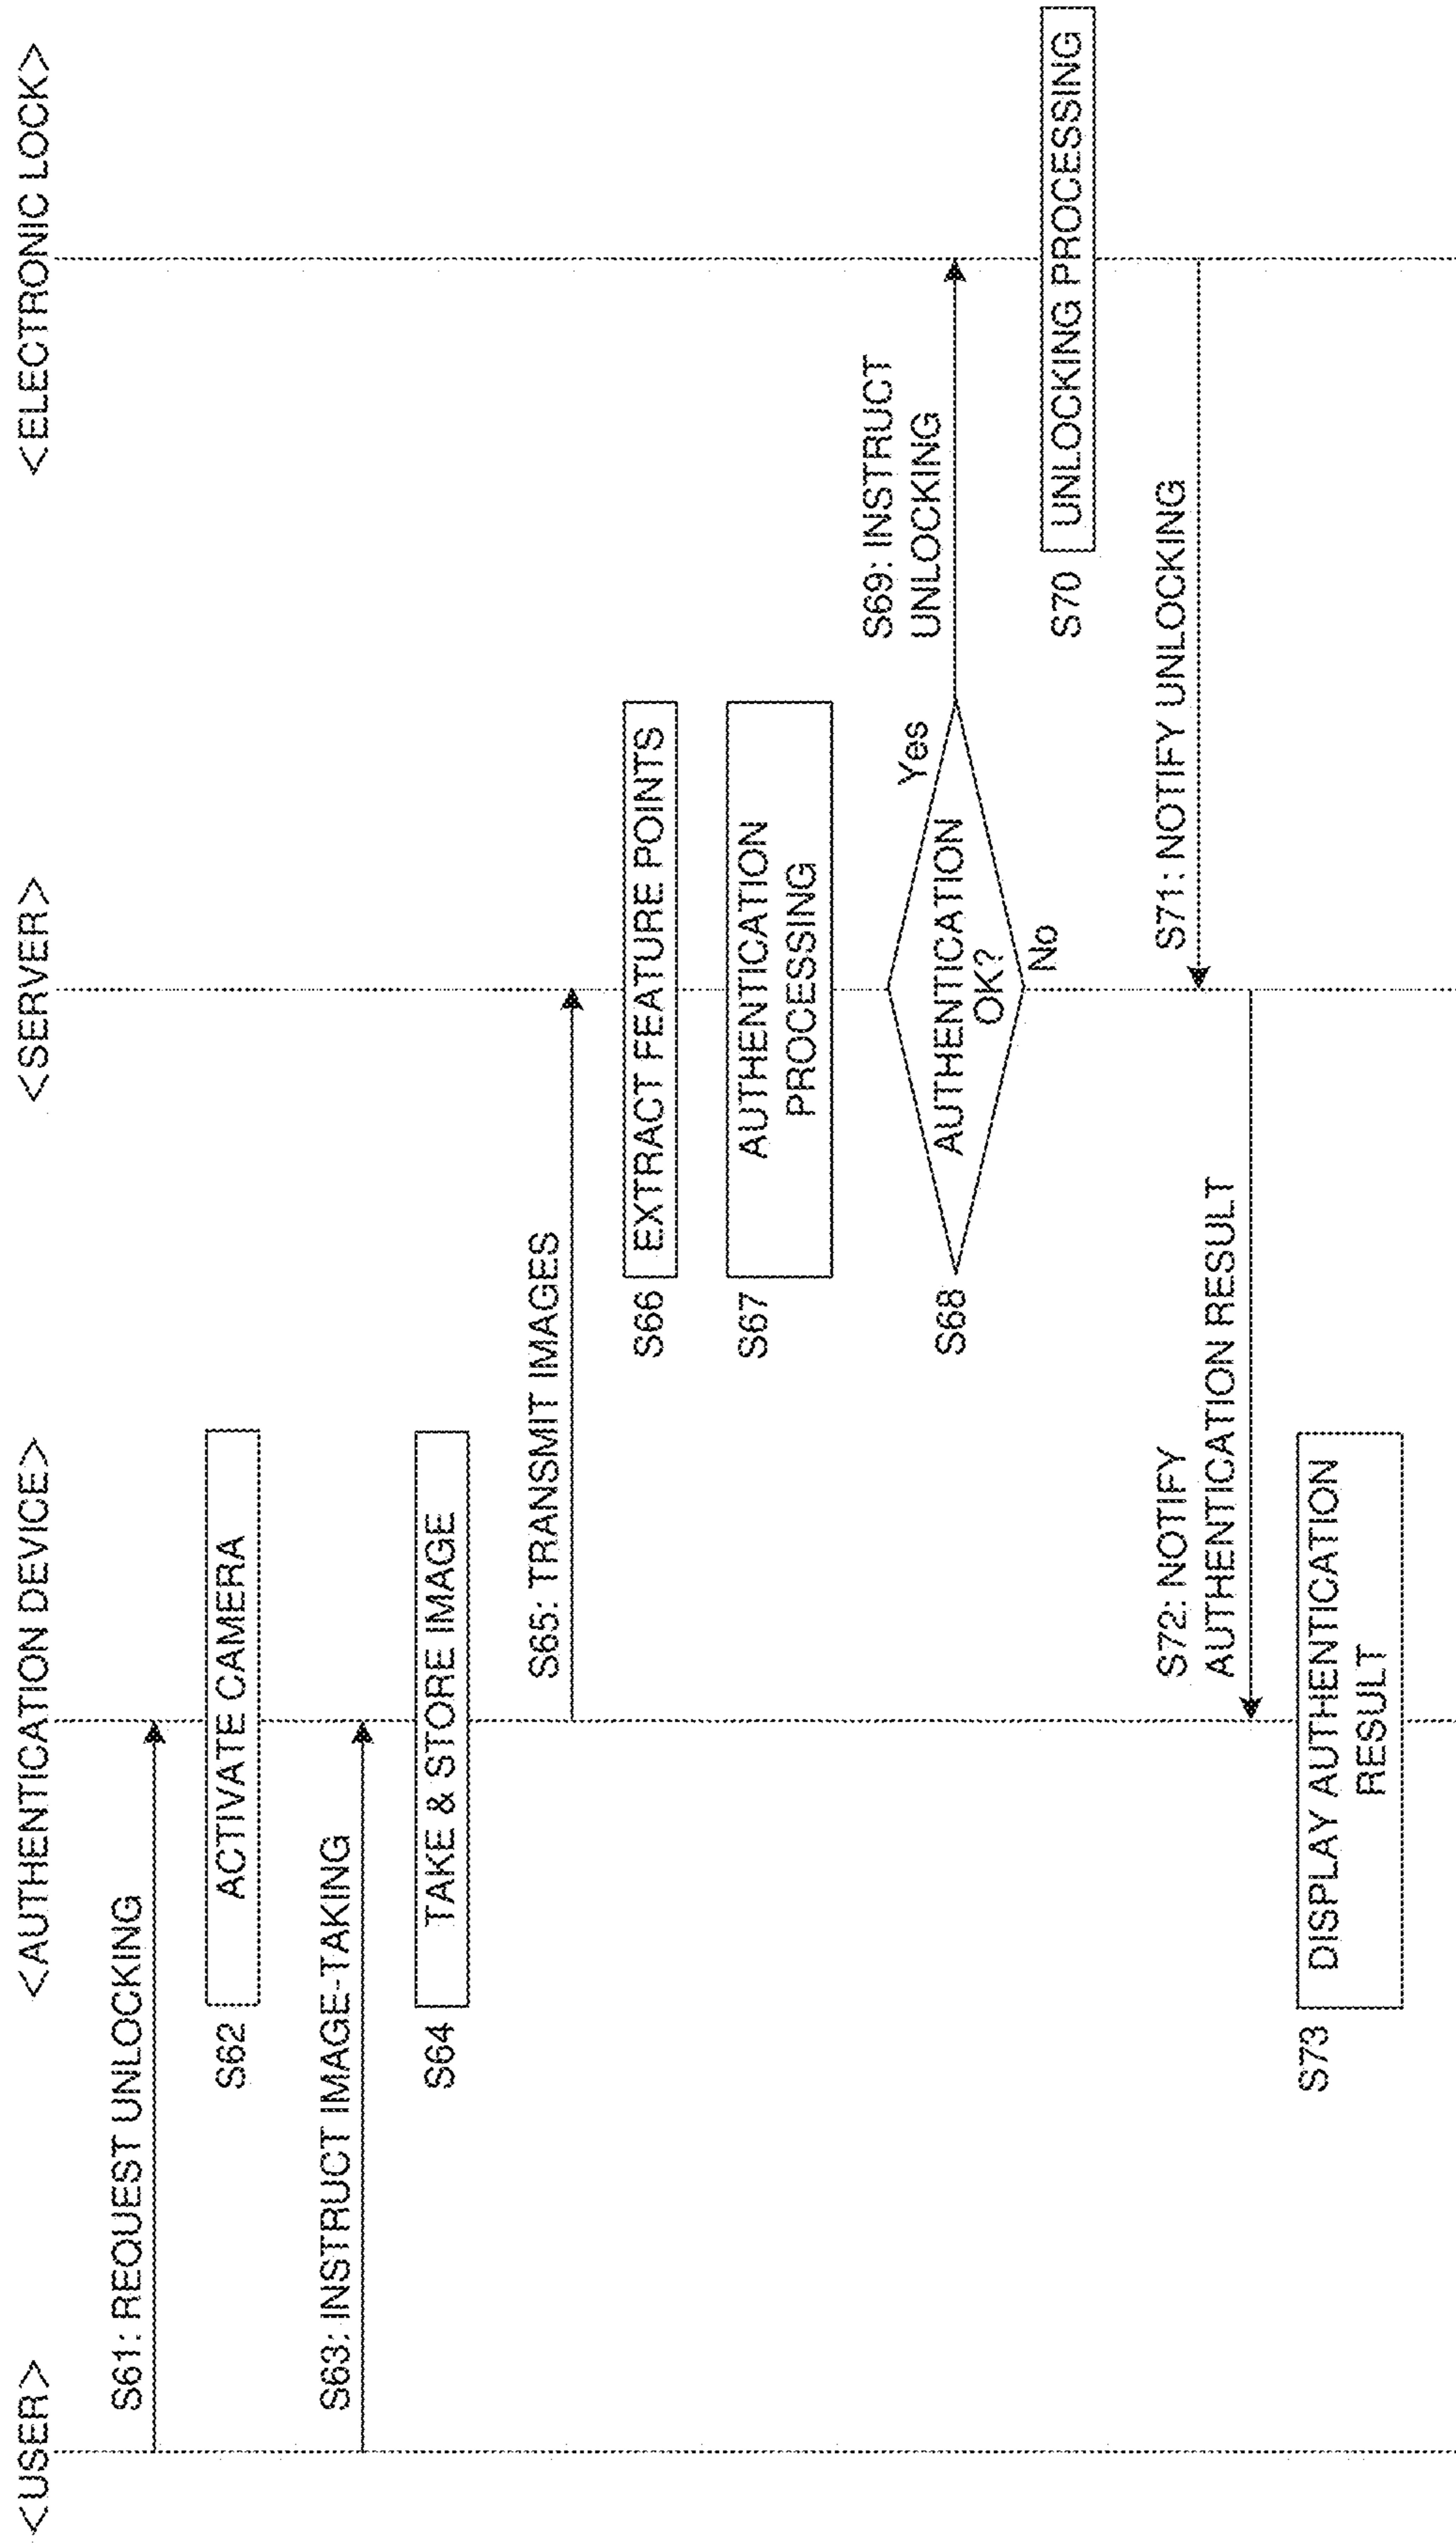 <USER>
<AUTHENTICATION DEVICE>
<SERVER>
<ELECTRONIC LOCK>
S61: REQUEST UNLOCKING
S62
ACTIVATE CAMERA
S63: INSTRUCT IMAGE-TAKING
S64
TAKE & STORE IMAGE
S65: TRANSMIT IMAGES
S66
EXTRACT FEATURE POINTS
S67
AUTHENTICATION
PROCESSING
S68
AUTHENTICATION
OK?
Yes
No
S69: INSTRUCT
UNLOCKING
S70
UNLOCKING PROCESSING
S71: NOTIFY UNLOCKING
S72: NOTIFY
AUTHENTICATION RESULT
S73
DISPLAY AUTHENTICATION
RESULT